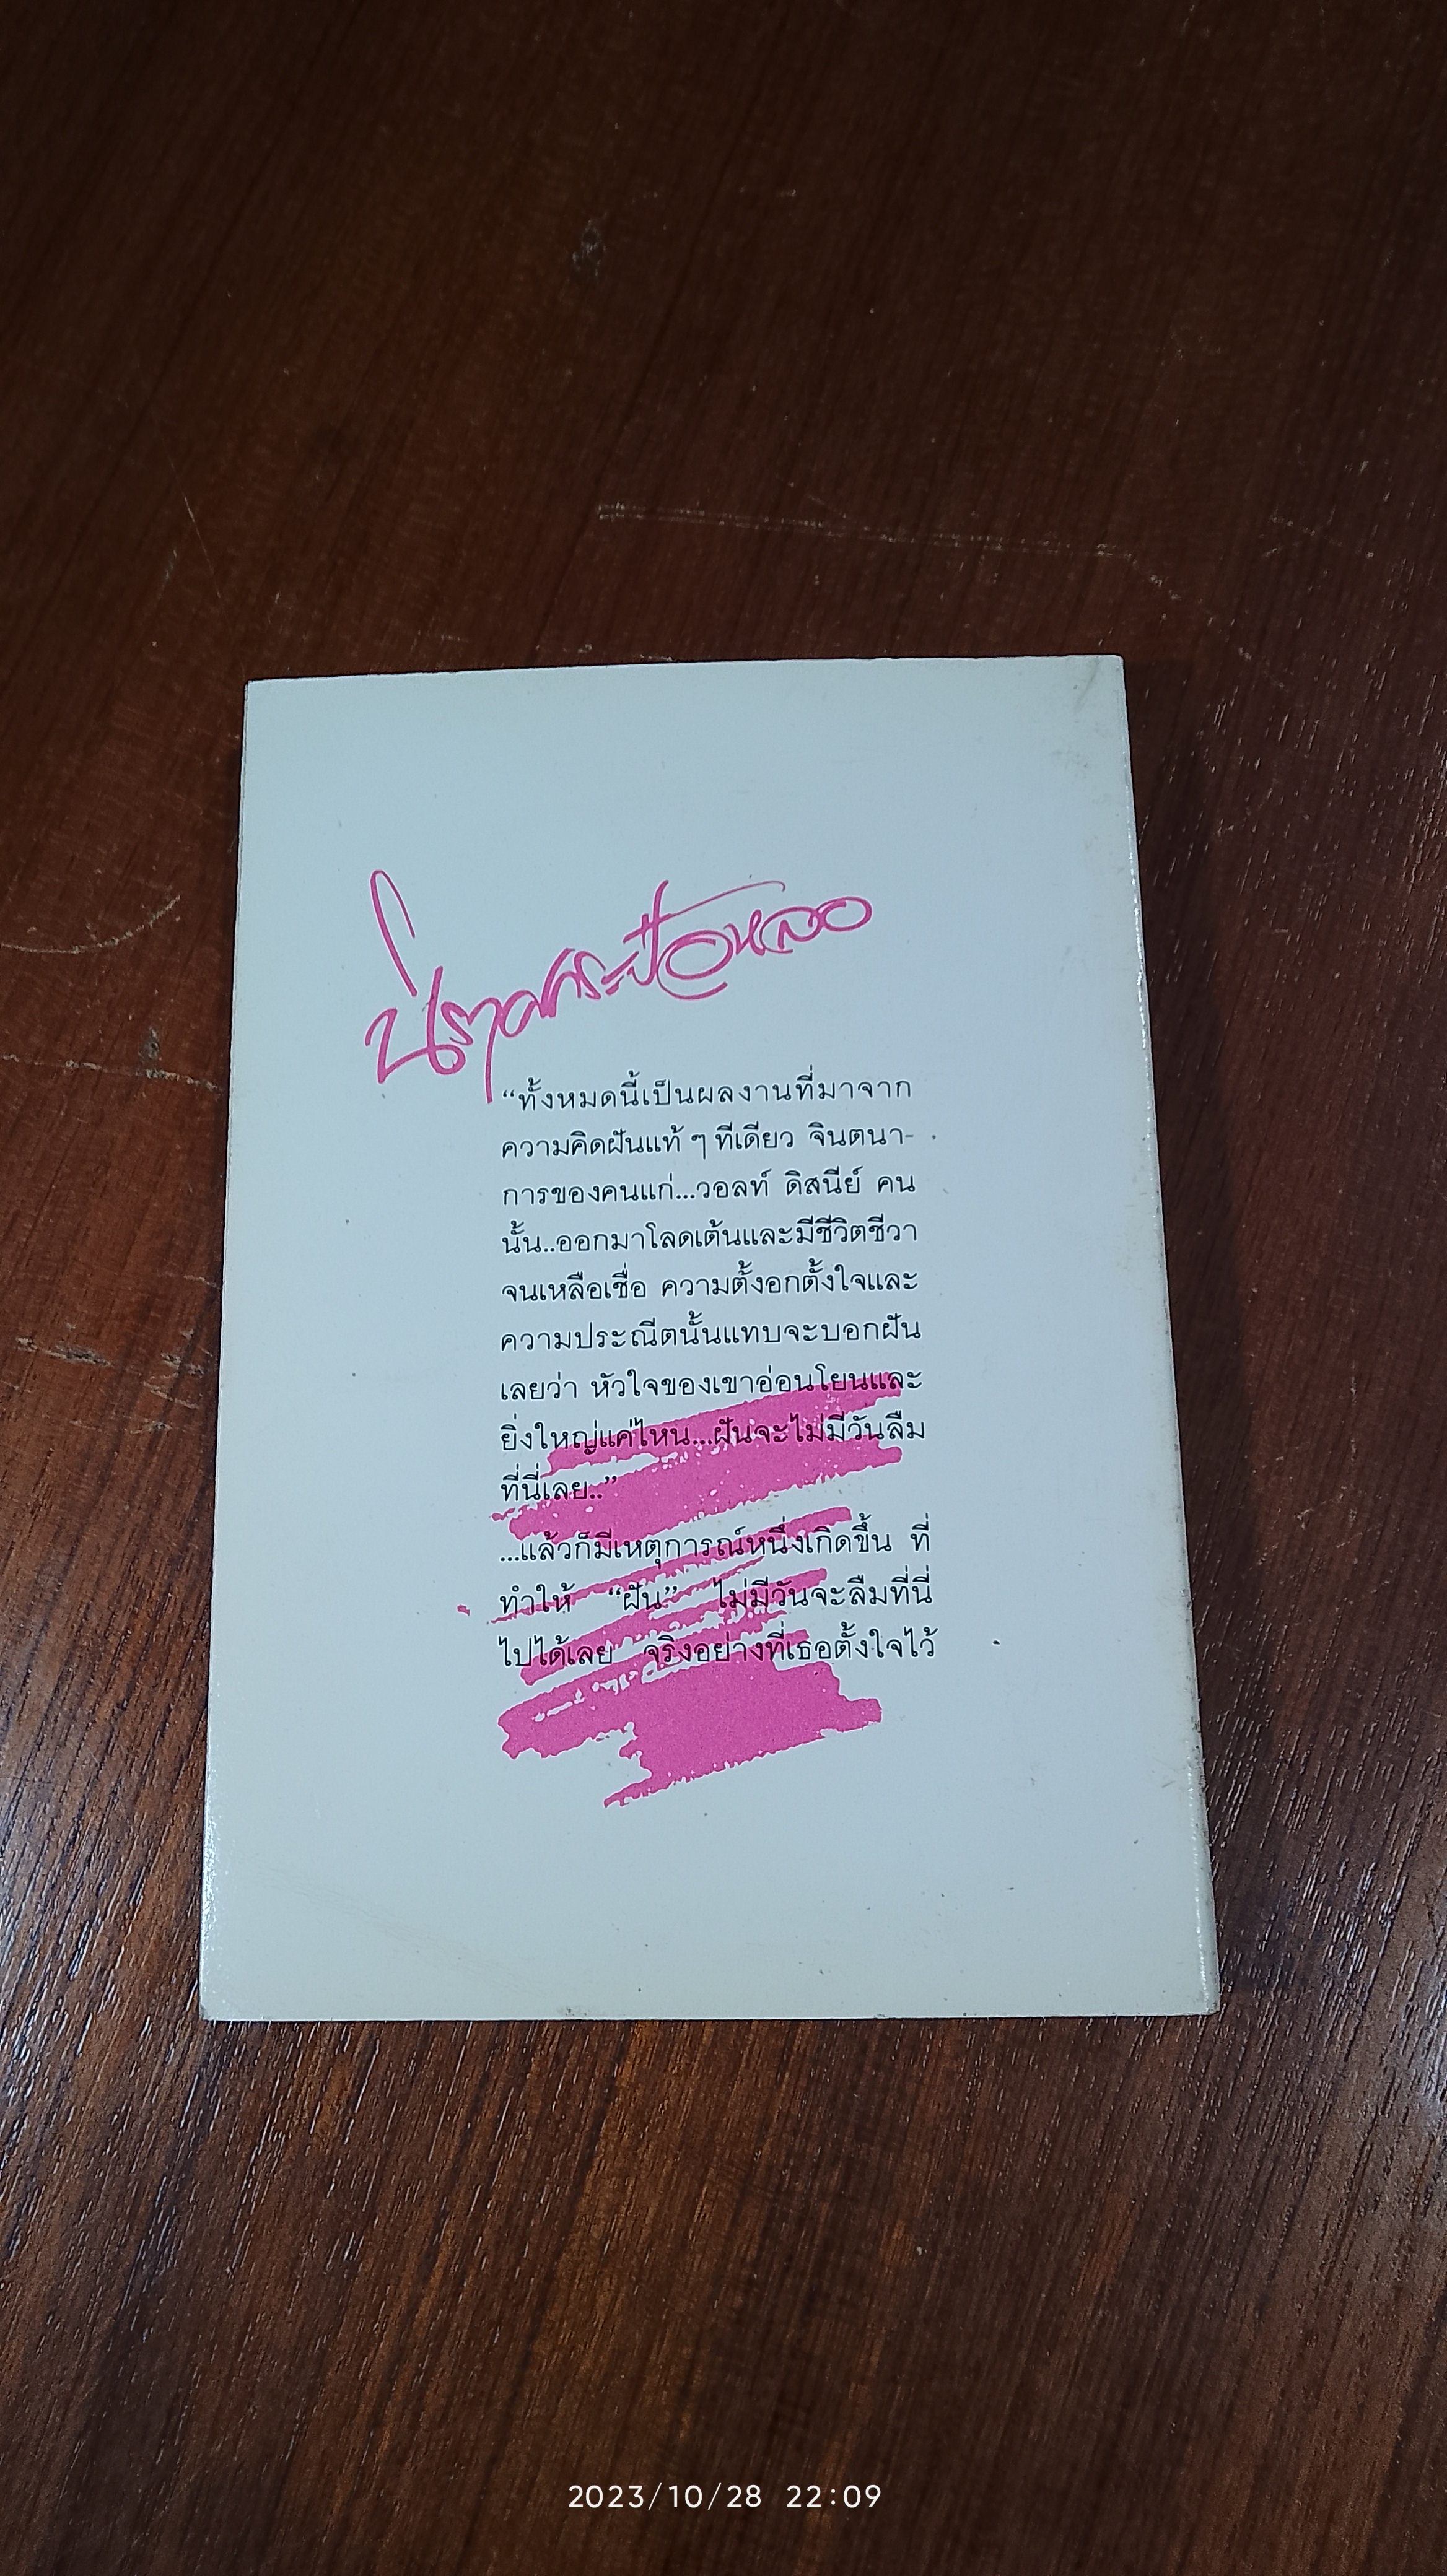 “ทั้งหมดนี้เป็นผลงานที่มาจาก
ความคิดฝันแท้ ๆ ทีเดียว จินตนา-
การของคนแก่...วอลท์ ดิสนีย์ คน
นั้น..ออกมาโลดเต้นและมีชีวิตชีวา
จนเหลือเชื่อ ความตั้งอกตั้งใจและ
ความประณีตนั้นแทบจะบอกฝัน
เลยว่า หัวใจของเขาอ่อนโยนและ
ยิ่งใหญ่แค่ไหน...ฝันจะไม่มีวันลืม
ที่นี่เลย..”
...แล้วก็มีเหตุการณ์หนึ่งเกิดขึ้น ที่
ทำให้ “ฝัน” ไม่มีวันจะลืมที่นี่
ไปได้เลย จริงอย่างที่เธอตั้งใจไว้
2023/10/28 22:09